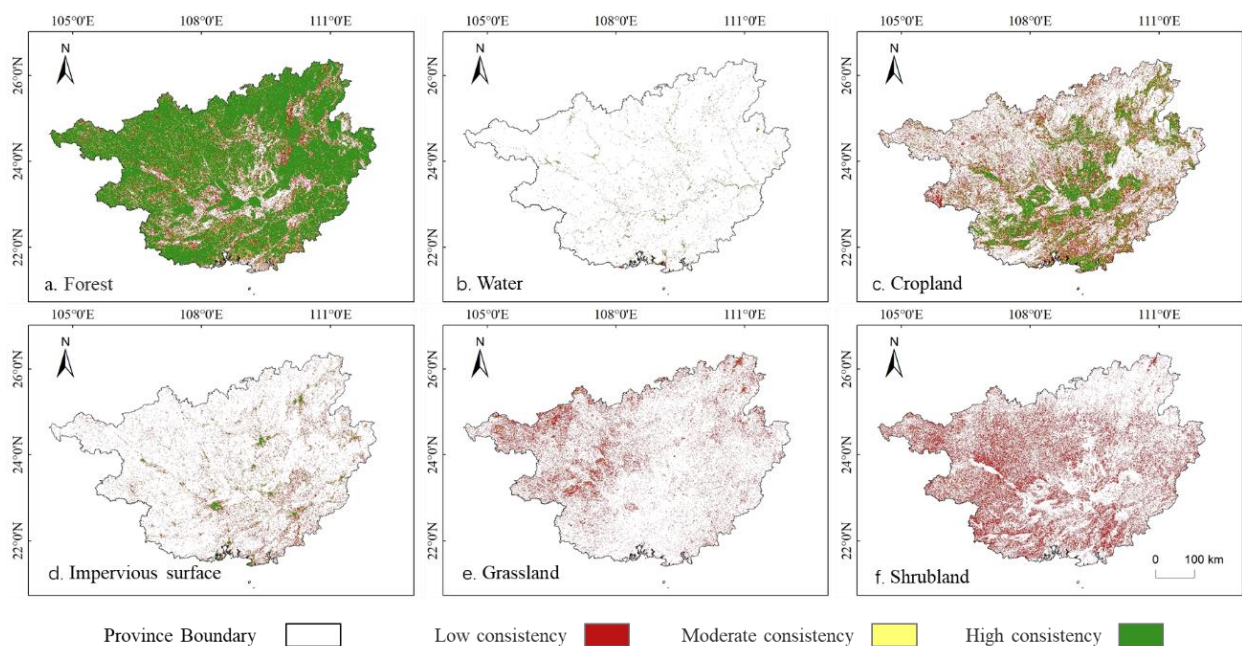 105°0′E 108°0′E 111°0′E
105°0′E 108°0′E 111°0′E
105°0′E 108°0′E 111°0′E
N
N
N
26°0′N
24°0′N
22°0′N
26°0′N
24°0′N
22°0′N
26°0′N
24°0′N
22°0′N
a. Forest
b. Water
c. Cropland
105°0′E 108°0′E 111°0′E
105°0′E 108°0′E 111°0′E
105°0′E 108°0′E 111°0′E
N
N
N
26°0′N
24°0′N
22°0′N
26°0′N
24°0′N
22°0′N
26°0′N
24°0′N
22°0′N
d. Impervious surface
e. Grassland
f. Shrubland
0 100 km
Province Boundary
Low consistency
Moderate consistency
High consistency